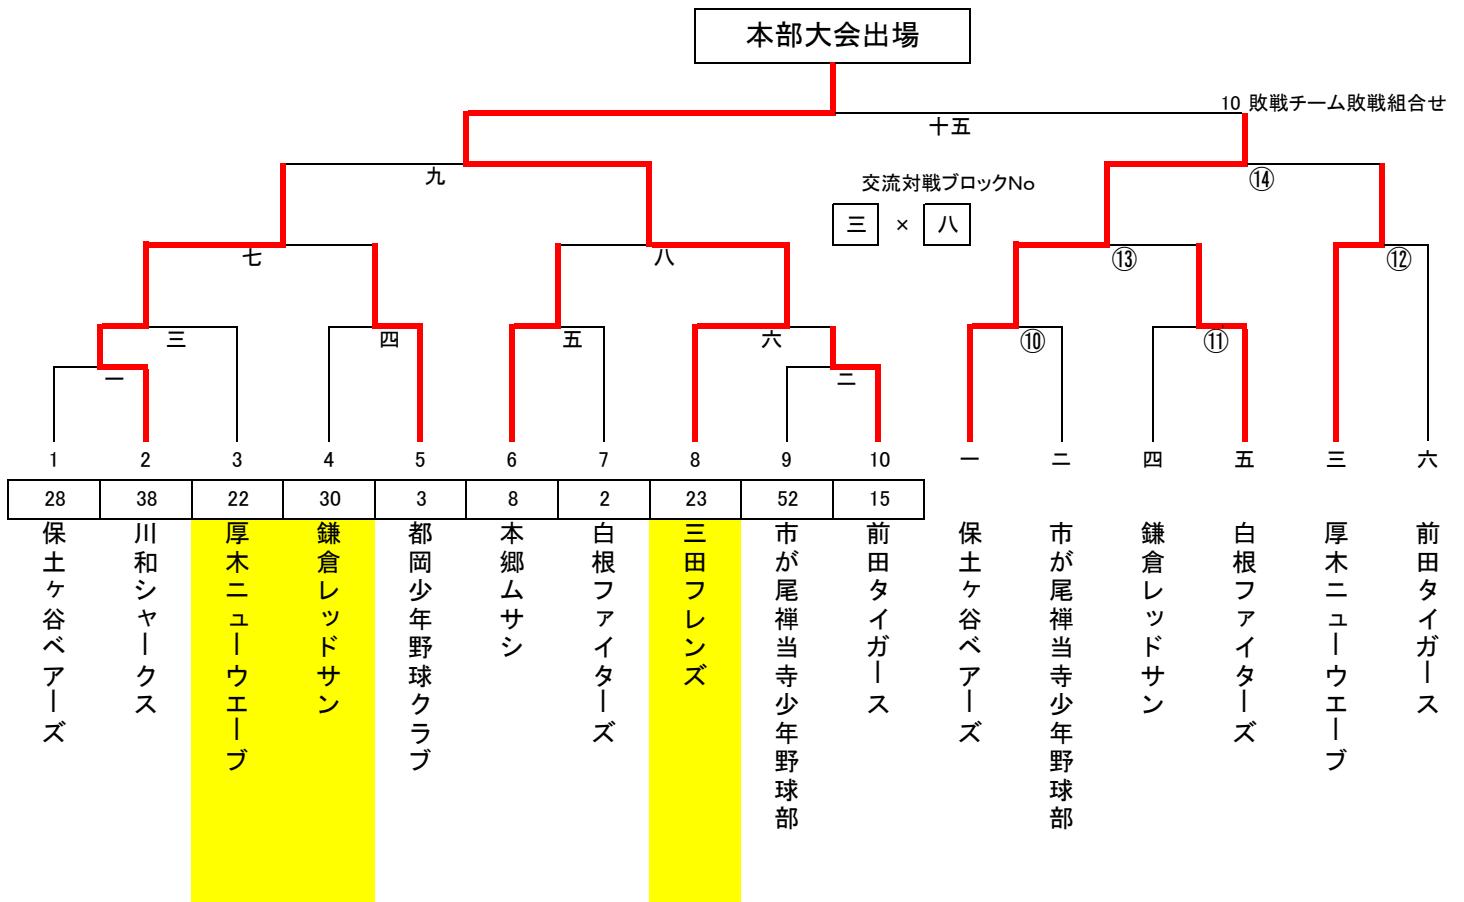 本部大会出場
10 敗戦チーム敗戦組合せ
十五
九
交流対戦ブロックNo
⑭
三 × 八
七
八
⑬
⑫
三
四
五
六
⑩
⑪
一
二
1 2 3 4 5 6 7 8 9 10 一 二 四 五 三 六
28 38 22 30 3 8 2 23 52 15
保土ヶ谷ベアーズ
川和シャークス
厚木ニューウエーブ
鎌倉レッドサン
都岡少年野球クラブ
本郷ムサシ
白根ファイターズ
三田フレンズ
市が尾禅当寺少年野球部
前田タイガース
保土ヶ谷ベアーズ
市が尾禅当寺少年野球部
鎌倉レッドサン
白根ファイターズ
厚木ニューウエーブ
前田タイガース